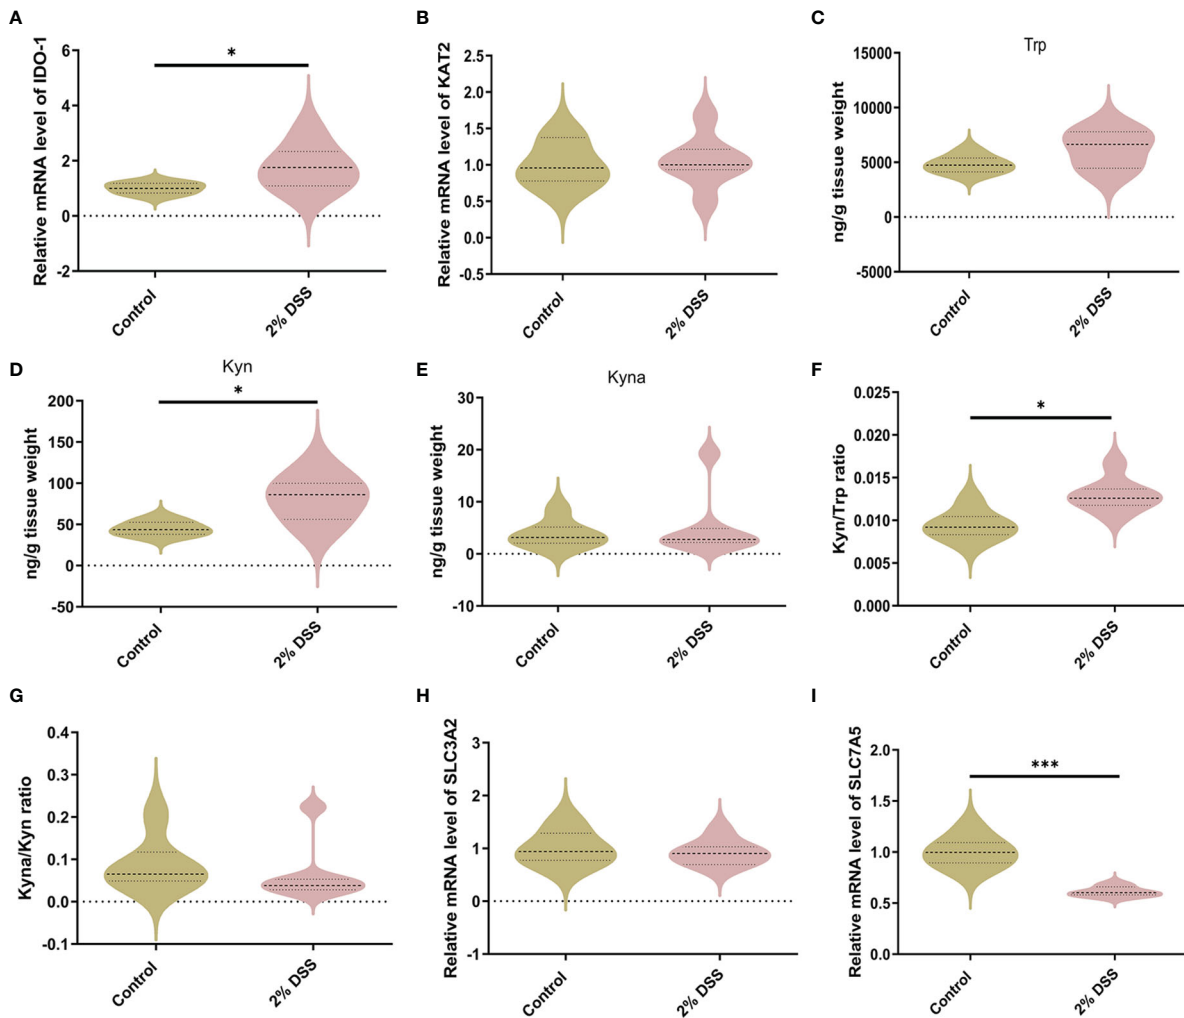 A
Relative mRNA level of IDO-1
6
4
2
0
-2
*
Control
2% DSS
B
Relative mRNA level of KAT2
2.5
2.0
1.5
1.0
0.5
0.0
-0.5
Control
2% DSS
C
Trp
ng/g tissue weight
15000
10000
5000
0
-5000
Control
2% DSS
D
Kyn
ng/g tissue weight
200
150
100
50
0
-50
*
Control
2% DSS
E
Kyna
ng/g tissue weight
30
20
10
0
-10
Control
2% DSS
F
Kyn/Trp ratio
0.025
0.020
0.015
0.010
0.005
0.000
*
Control
2% DSS
G
Kyna/Kyn ratio
0.4
0.3
0.2
0.1
0.0
-0.1
Control
2% DSS
H
Relative mRNA level of SLC3A2
3
2
1
0
-1
Control
2% DSS
I
Relative mRNA level of SLC7A5
2.0
1.5
1.0
0.5
0.0
***
Control
2% DSS